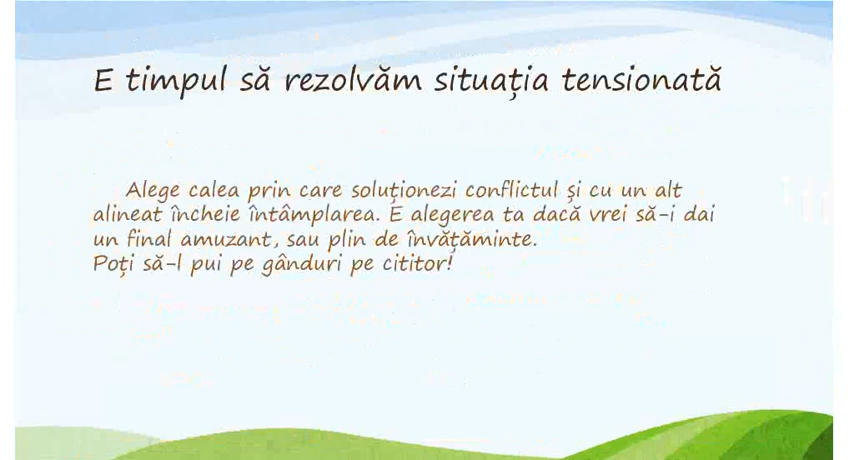 E timpul să rezolvăm situația tensionată
Alege calea prin care soluționezi conflictul și cu un alt
alineat încheie întâmplarea. E alegerea ta dacă vrei să-i dai
un final amuzant, sau plin de învățăminte.
Poți să-l pui pe gânduri pe cititor!